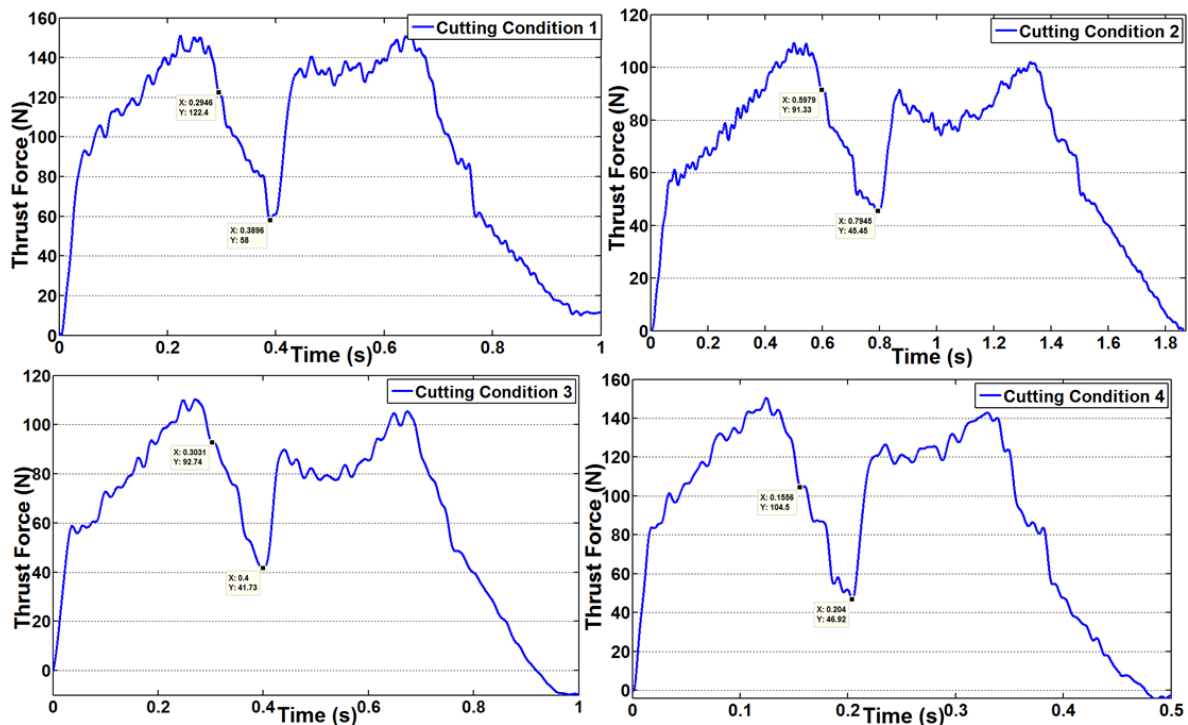 Cutting Condition 1
Thrust Force (N)
160
140
120
100
80
60
40
20
0
X: 0.2946
Y: 122.4
X: 0.3896
Y: 58
0
0.2
0.4
0.6
0.8
1
Time (s)
Cutting Condition 2
Thrust Force (N)
120
100
80
60
40
20
0
X: 0.5979
Y: 91.33
X: 0.7945
Y: 45.45
0
0.2
0.4
0.6
0.8
1.0
1.2
1.4
1.6
1.8
Time (s)
Cutting Condition 3
Thrust Force (N)
120
100
80
60
40
20
0
X: 0.3031
Y: 92.74
X: 0.4
Y: 41.73
0
0.2
0.4
0.6
0.8
1
Time (s)
Cutting Condition 4
Thrust Force (N)
160
140
120
100
80
60
40
20
0
X: 0.1556
Y: 104.5
X: 0.204
Y: 46.92
0
0.1
0.2
0.3
0.4
0.5
Time (s)